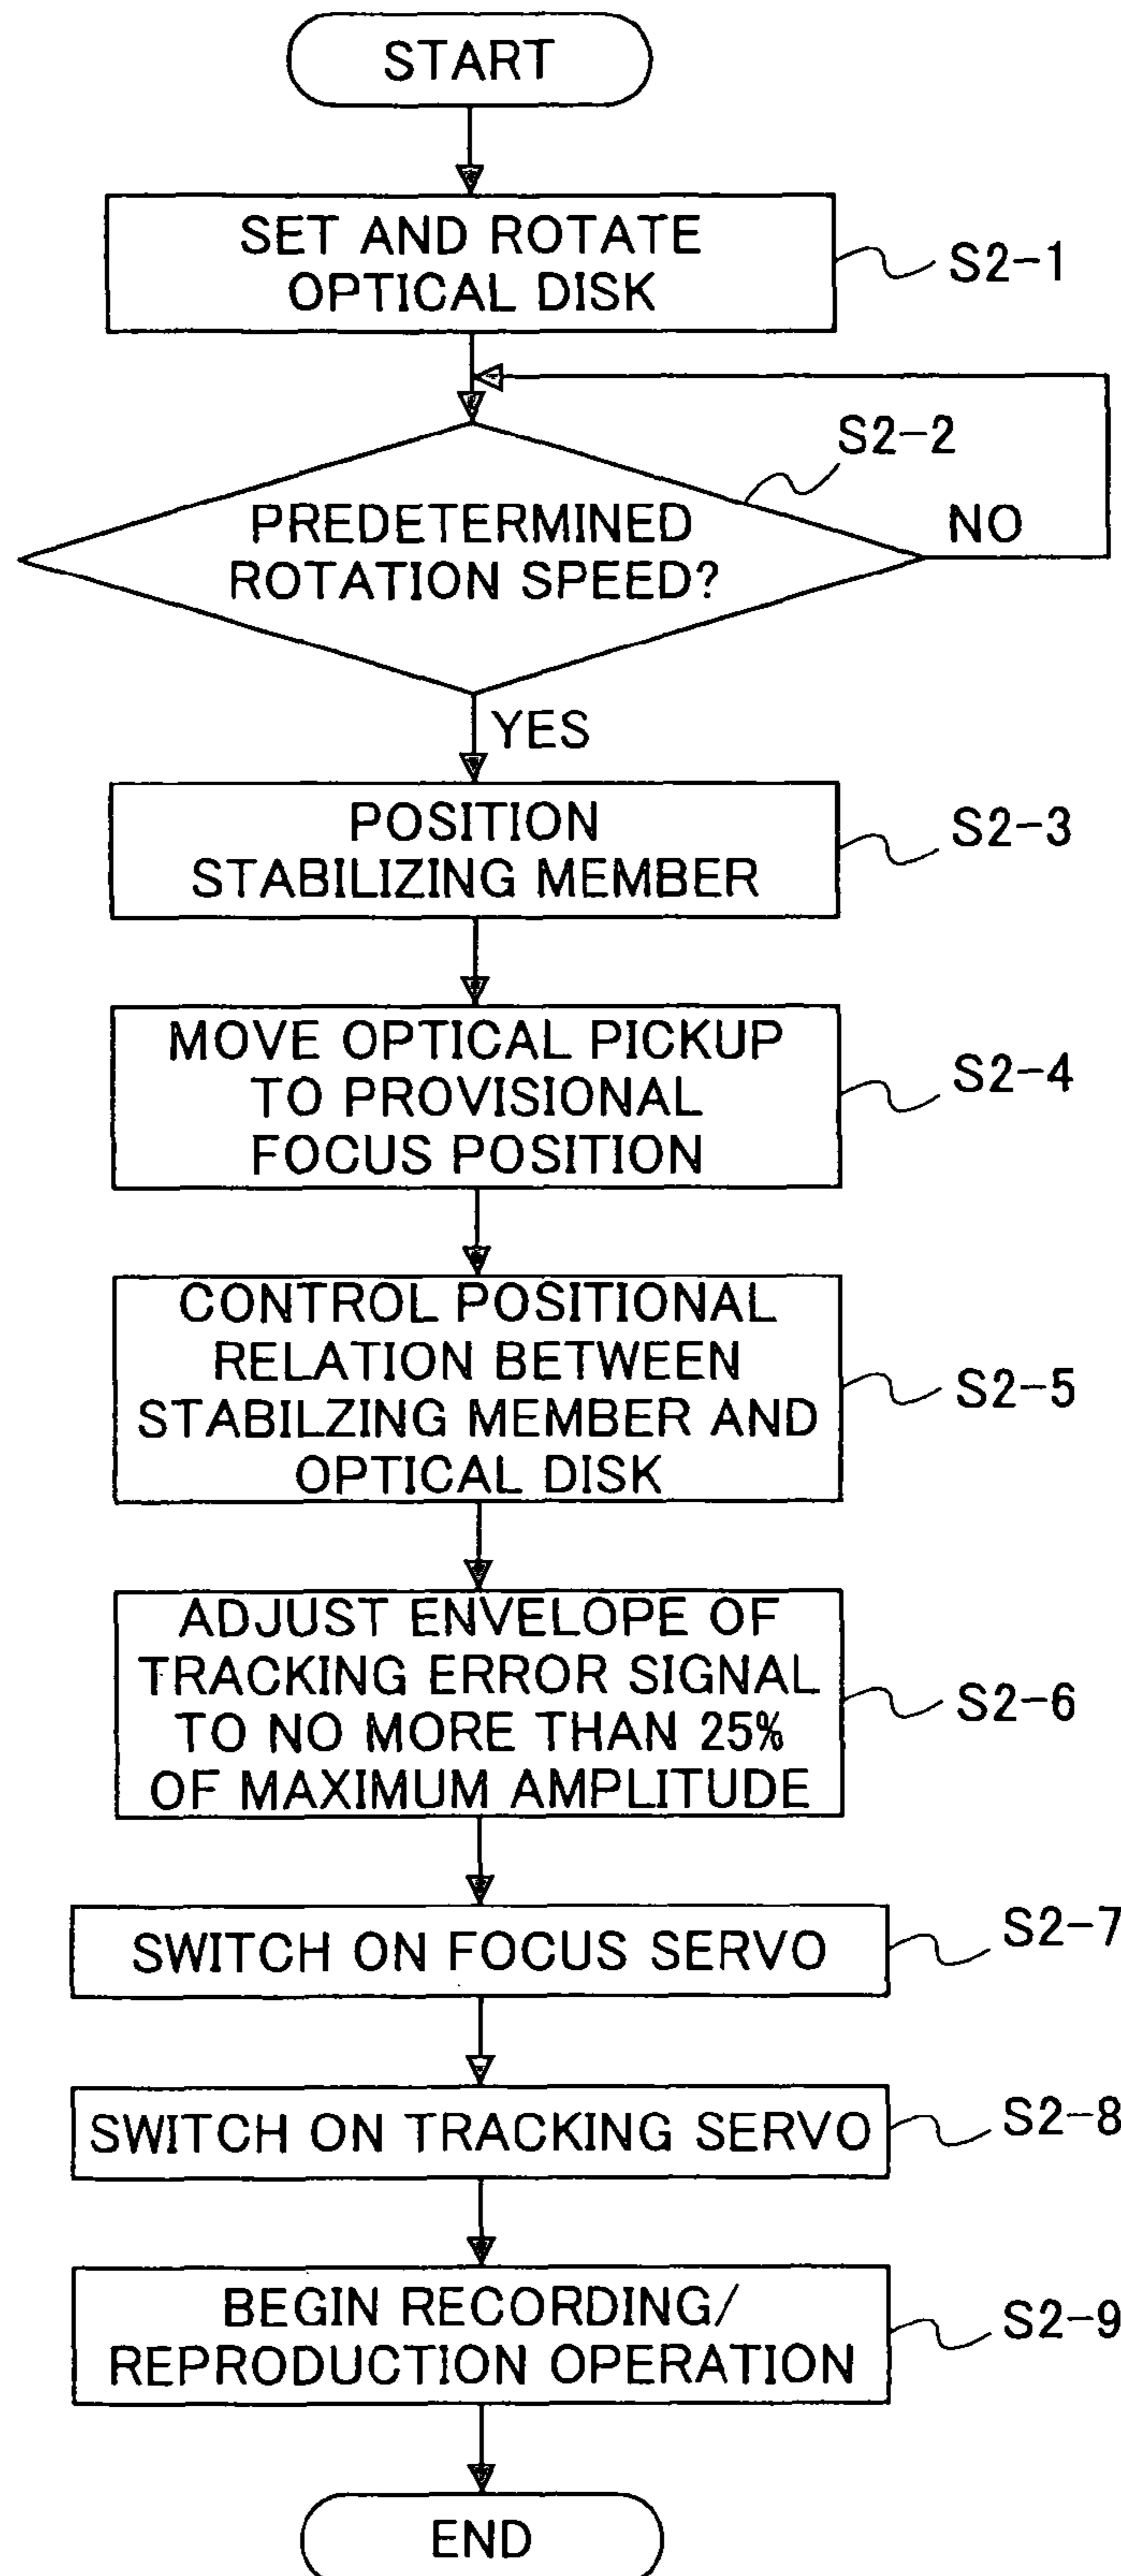 START
SET AND ROTATE
OPTICAL DISK
S2-1
S2-2
PREDETERMINED
ROTATION SPEED?
NO
YES
POSITION
STABILIZING MEMBER
S2-3
MOVE OPTICAL PICKUP
TO PROVISIONAL
FOCUS POSITION
S2-4
CONTROL POSITIONAL
RELATION BETWEEN
STABILZING MEMBER AND
OPTICAL DISK
S2-5
ADJUST ENVELOPE OF
TRACKING ERROR SIGNAL
TO NO MORE THAN 25%
OF MAXIMUM AMPLITUDE
S2-6
SWITCH ON FOCUS SERVO
S2-7
SWITCH ON TRACKING SERVO
S2-8
BEGIN RECORDING/
REPRODUCTION OPERATION
S2-9
END